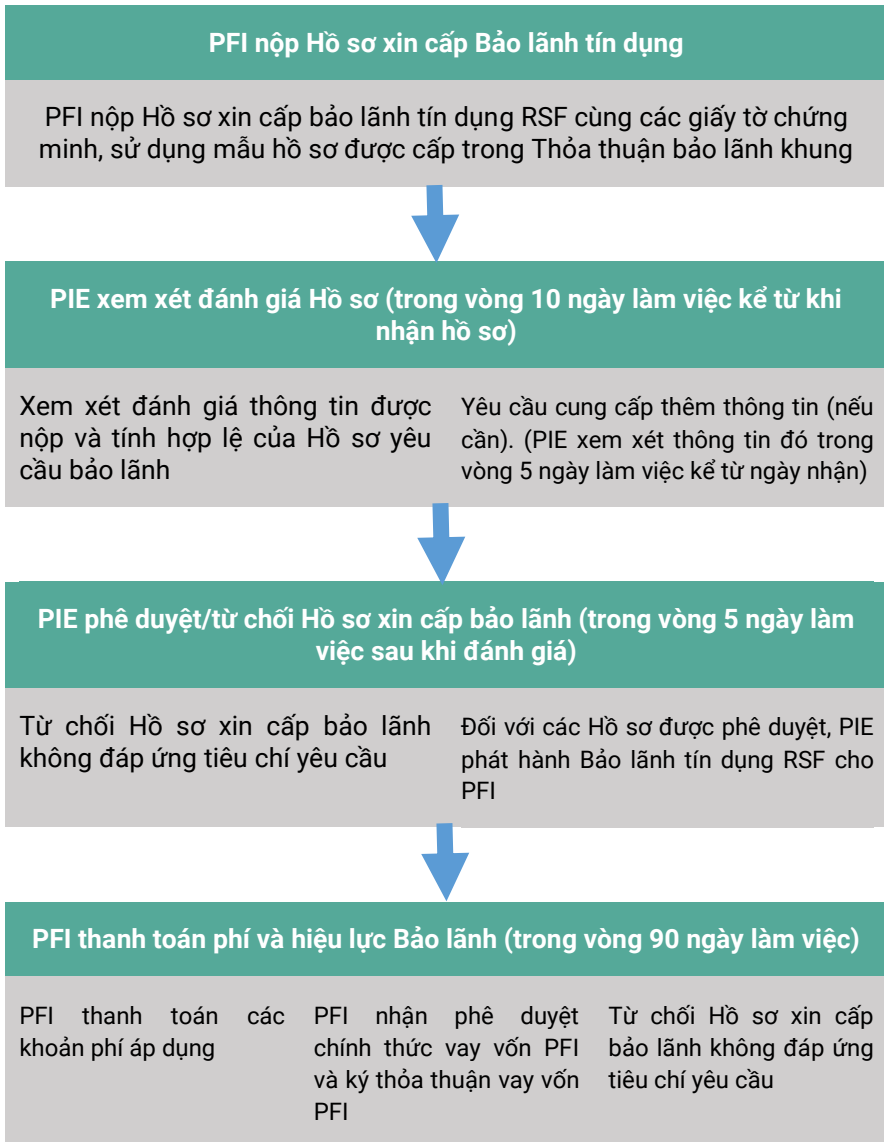 PFI nộp Hồ sơ xin cấp Bảo lãnh tín dụng
PFI nộp Hồ sơ xin cấp bảo lãnh tín dụng RSF cùng các giấy tờ chứng
minh, sử dụng mẫu hồ sơ được cấp trong Thỏa thuận bảo lãnh khung
PIE xem xét đánh giá Hồ sơ (trong vòng 10 ngày làm việc kể từ khi
nhận hồ sơ)
Xem xét đánh giá thông tin được
nộp và tính hợp lệ của Hồ sơ yêu
cầu bảo lãnh
Yêu cầu cung cấp thêm thông tin (nếu
cần). (PIE xem xét thông tin đó trong
vòng 5 ngày làm việc kể từ ngày nhận)
PIE phê duyệt/từ chối Hồ sơ xin cấp bảo lãnh (trong vòng 5 ngày làm
việc sau khi đánh giá)
Từ chối Hồ sơ xin cấp bảo lãnh
không đáp ứng tiêu chí yêu cầu
Đối với các Hồ sơ được phê duyệt, PIE
phát hành Bảo lãnh tín dụng RSF cho
PFI
PFI thanh toán phí và hiệu lực Bảo lãnh (trong vòng 90 ngày làm việc)
PFI thanh toán các
khoản phí áp dụng
PFI nhận phê duyệt
chính thức vay vốn PFI
và ký thỏa thuận vay vốn
PFI
Từ chối Hồ sơ xin cấp
bảo lãnh không đáp ứng
tiêu chí yêu cầu